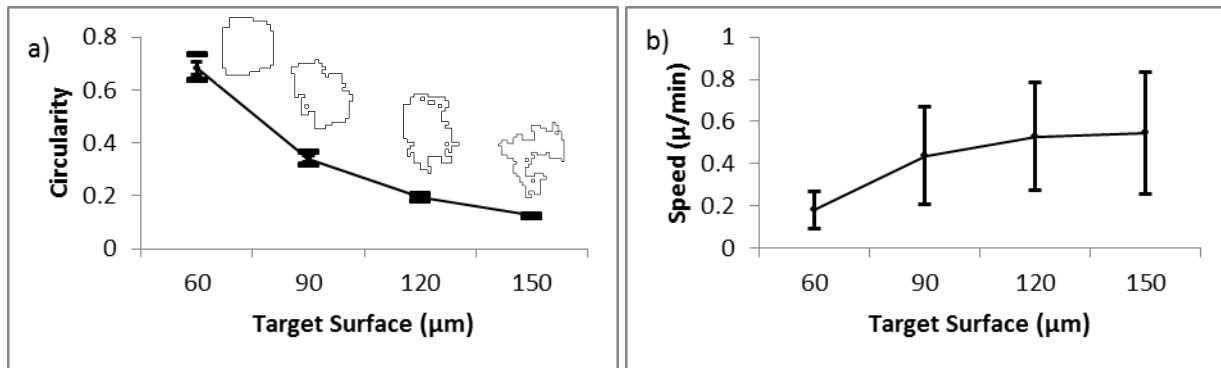 a)
0.8
0.6
0.4
0.2
0
Circularity
60 90 120 150
Target Surface (µm)
b)
1
0.8
0.6
0.4
0.2
0
Speed (µ/min)
60 90 120 150
Target Surface (µm)